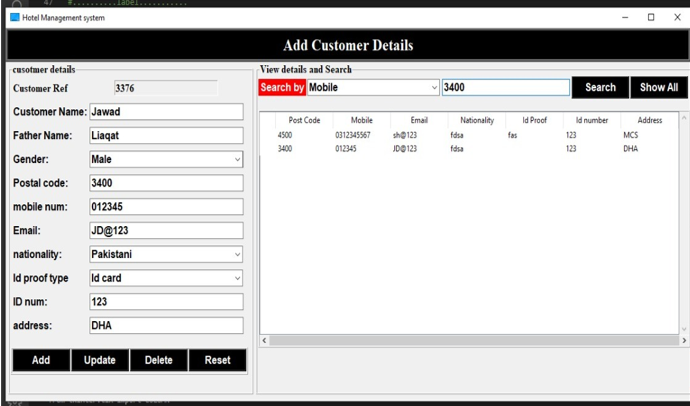 47 #..........label...........
Hotel Management system
Add Customer Details
cusotmer details
Customer Ref 3376
Customer Name: Jawad
Father Name: Liaqat
Gender: Male
Postal code: 3400
mobile num: 012345
Email: JD@123
nationality: Pakistani
Id proof type Id card
ID num: 123
address: DHA
Add Update Delete Reset
View details and Search
Search by Mobile 3400 Search Show All
Post Code Mobile Email Nationality Id Proof Id number Address
4500 0312345567 sh@123 fdsa fas 123 MCS
3400 012345 JD@123 fdsa 123 DHA